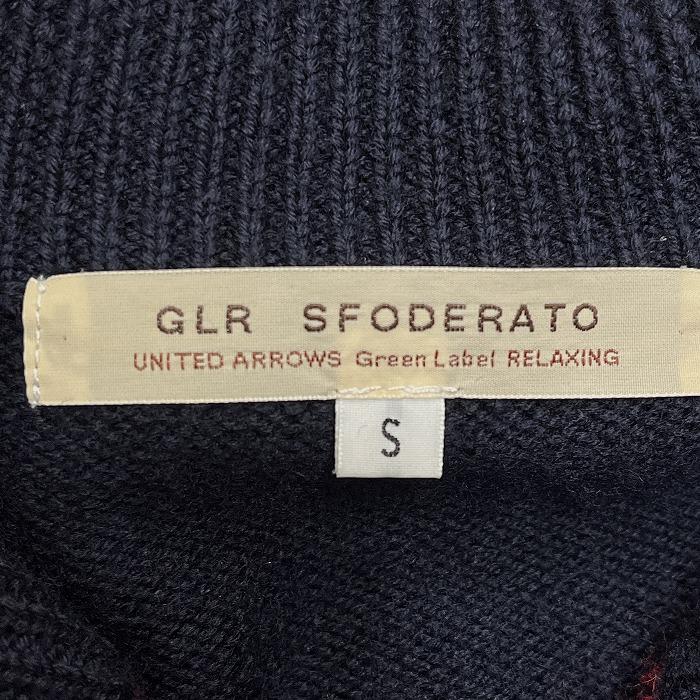 GLR SFODERATO
UNITED ARROWS Green Label RELAXING
S